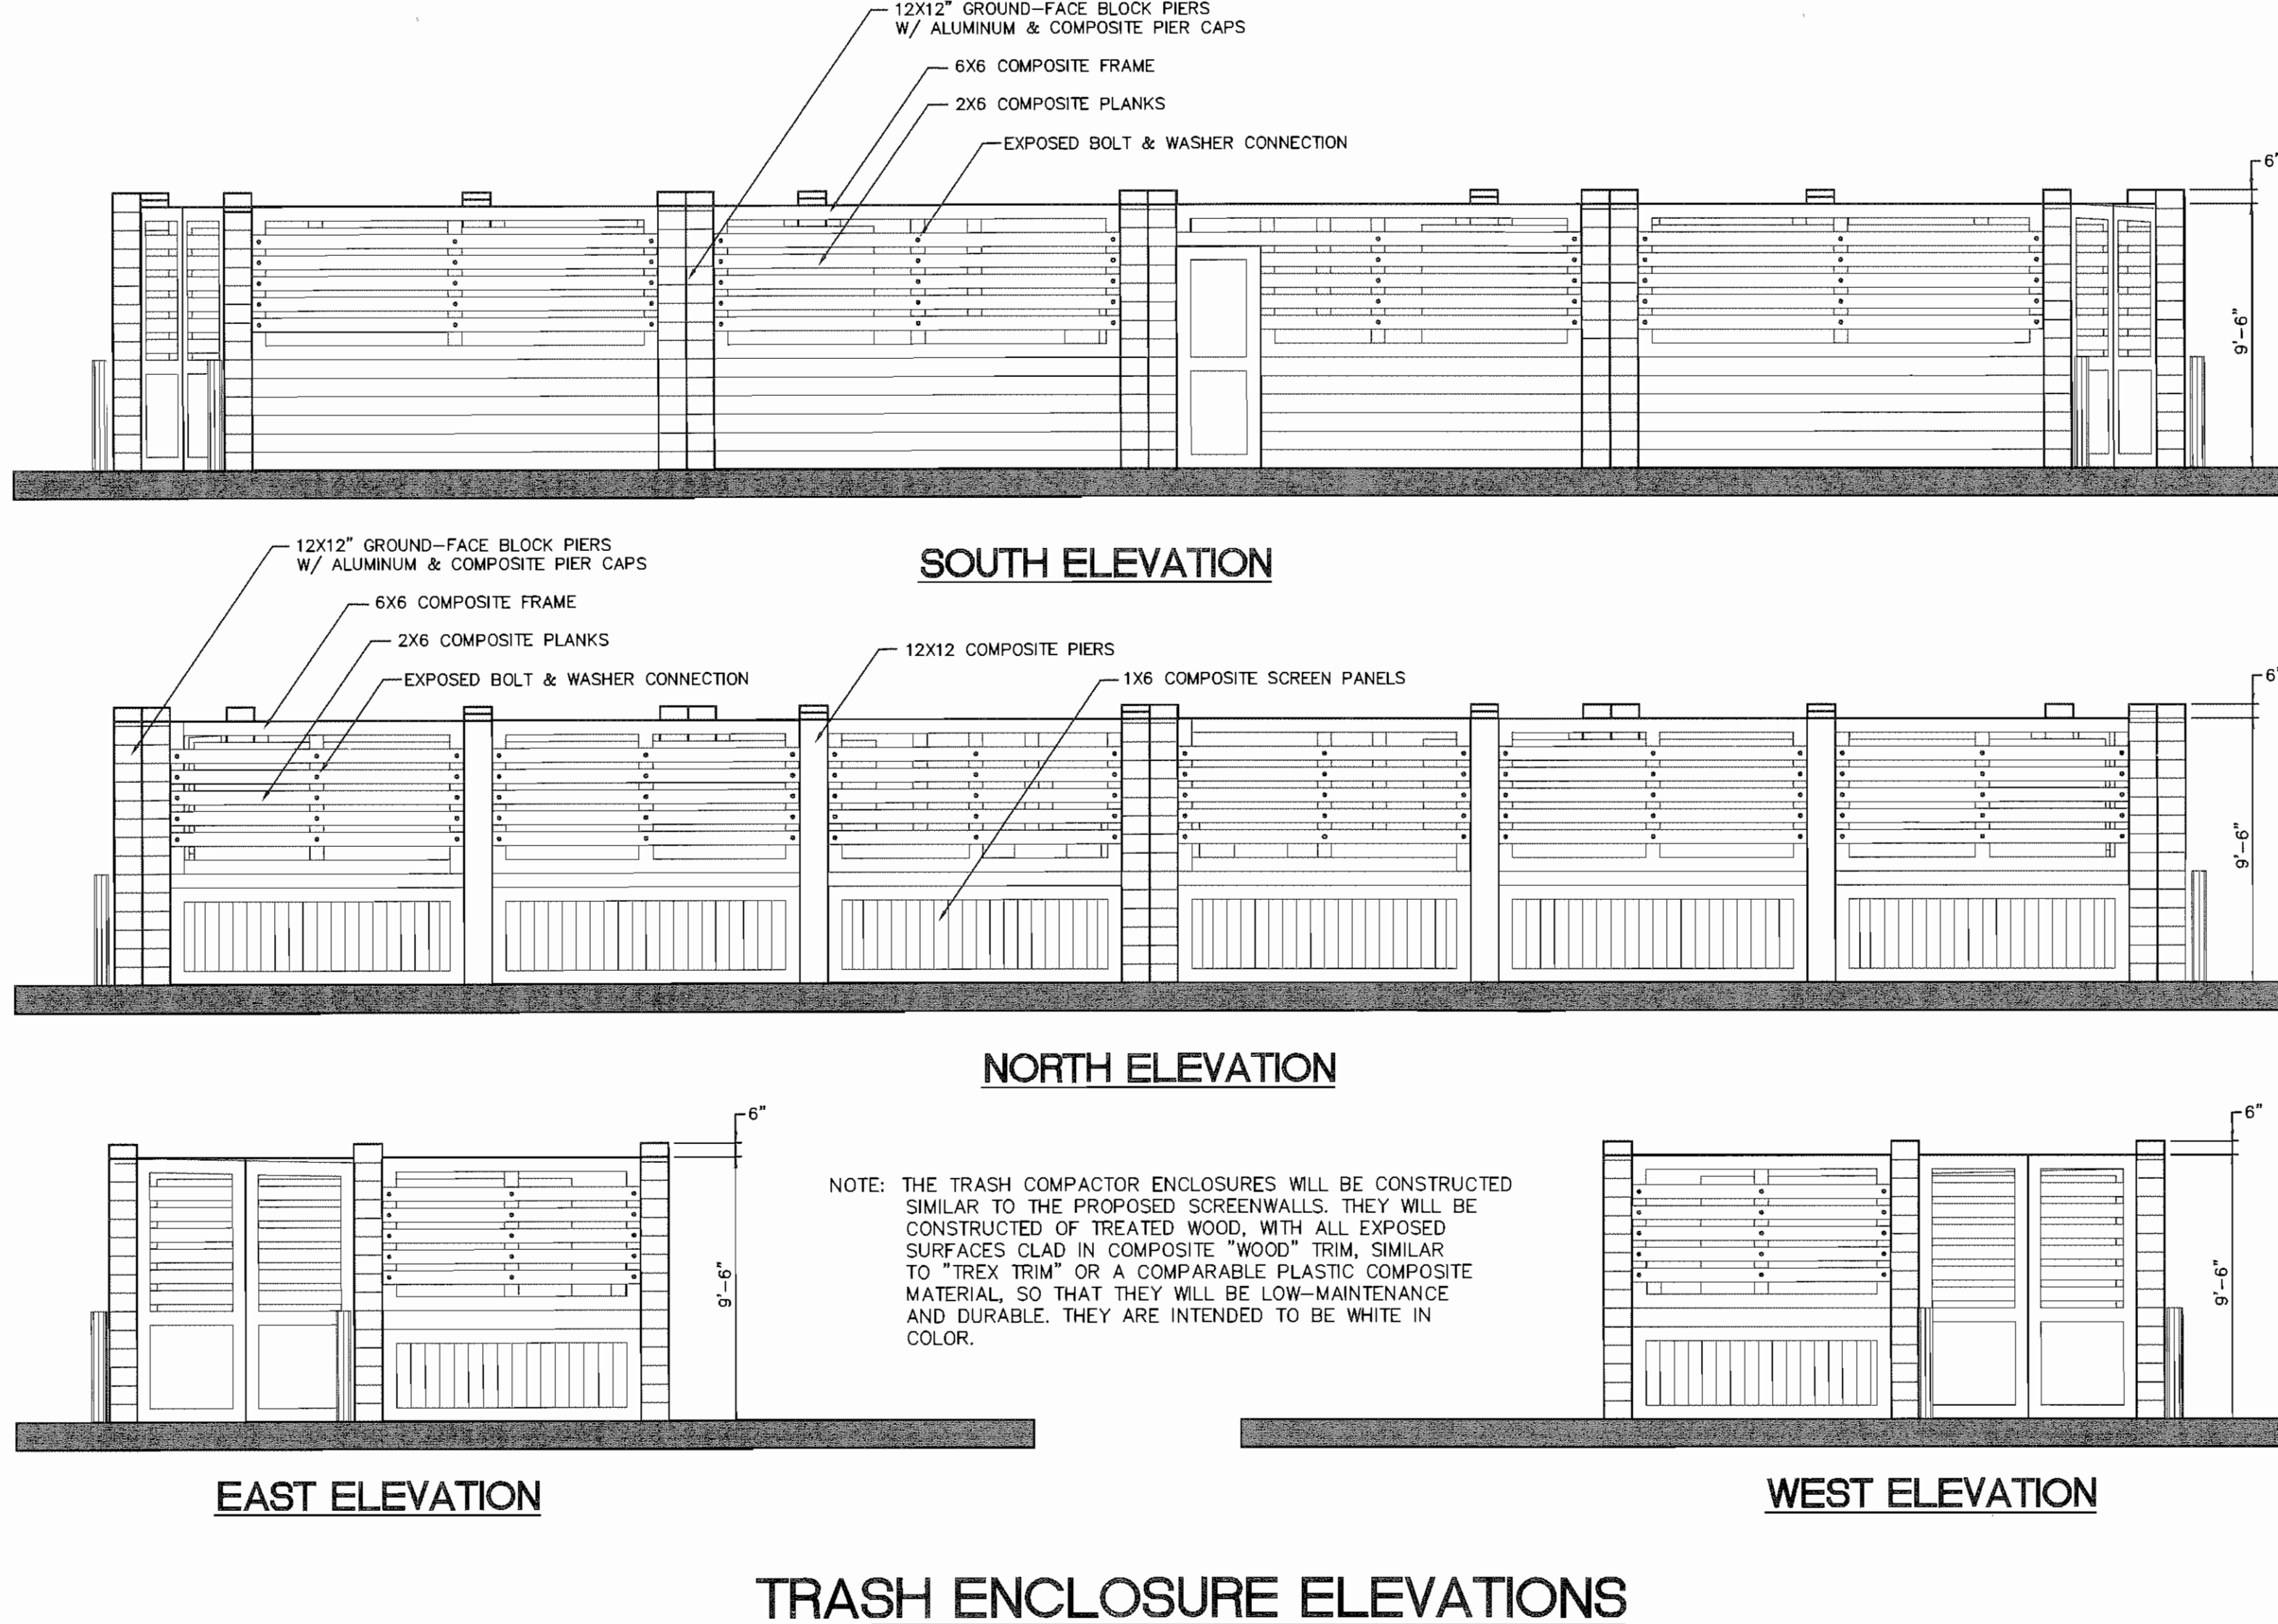 12X12" GROUND-FACE BLOCK PIERS
W/ ALUMINUM & COMPOSITE PIER CAPS
6X6 COMPOSITE FRAME
2X6 COMPOSITE PLANKS
EXPOSED BOLT & WASHER CONNECTION
6"
9'-6"
SOUTH ELEVATION
12X12" GROUND-FACE BLOCK PIERS
W/ ALUMINUM & COMPOSITE PIER CAPS
6X6 COMPOSITE FRAME
2X6 COMPOSITE PLANKS
EXPOSED BOLT & WASHER CONNECTION
12X12 COMPOSITE PIERS
1X6 COMPOSITE SCREEN PANELS
6"
9'-6"
NORTH ELEVATION
6"
9'-6"
EAST ELEVATION
NOTE: THE TRASH COMPACTOR ENCLOSURES WILL BE CONSTRUCTED
SIMILAR TO THE PROPOSED SCREENWALLS. THEY WILL BE
CONSTRUCTED OF TREATED WOOD, WITH ALL EXPOSED
SURFACES CLAD IN COMPOSITE "WOOD" TRIM, SIMILAR
TO "TREX TRIM" OR A COMPARABLE PLASTIC COMPOSITE
MATERIAL, SO THAT THEY WILL BE LOW-MAINTENANCE
AND DURABLE. THEY ARE INTENDED TO BE WHITE IN
COLOR.
6"
9'-6"
WEST ELEVATION
TRASH ENCLOSURE ELEVATIONS